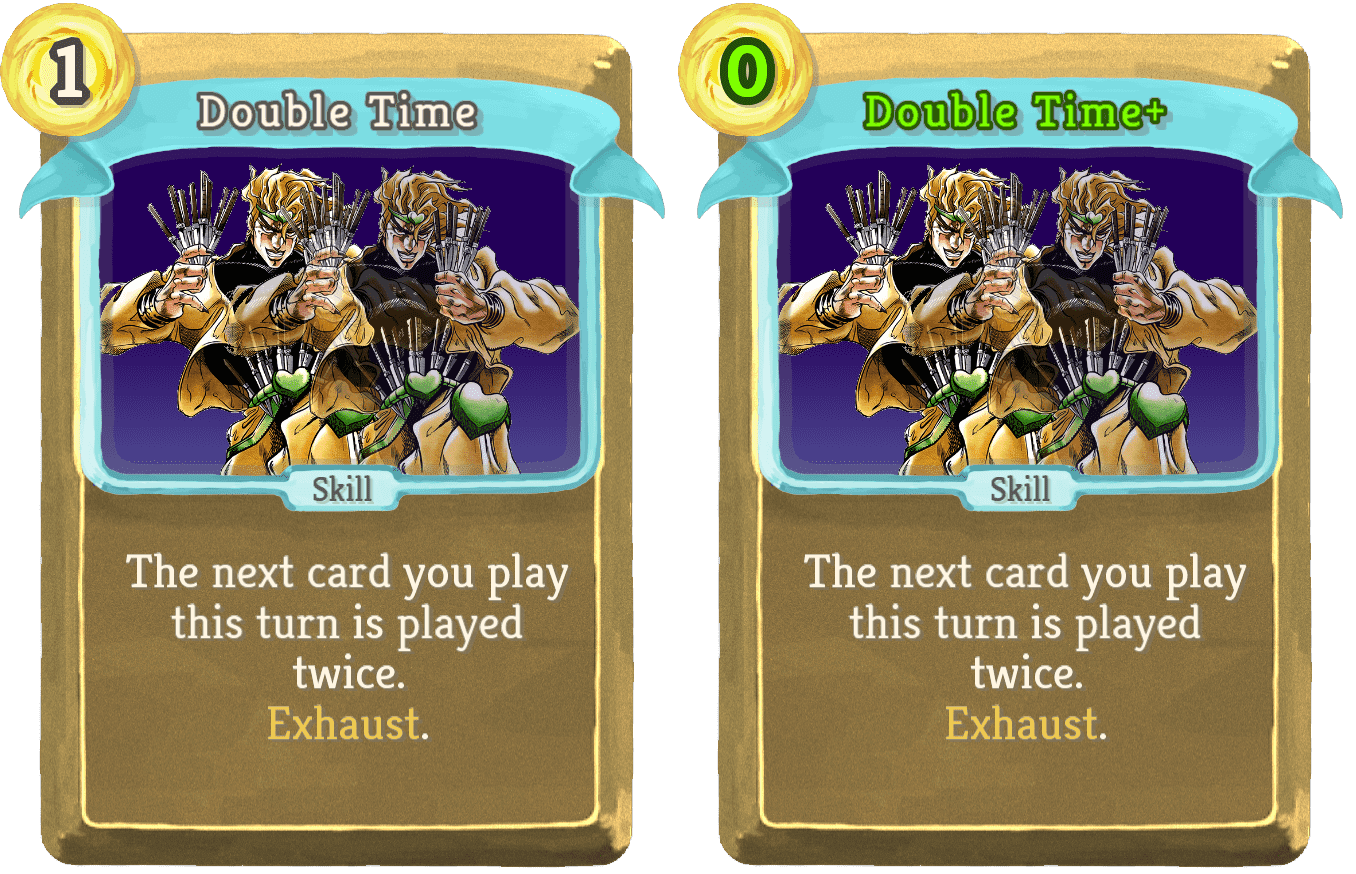 1
Double Time
Skill
The next card you play
this turn is played
twice.
Exhaust.
0
Double Time+
Skill
The next card you play
this turn is played
twice.
Exhaust.